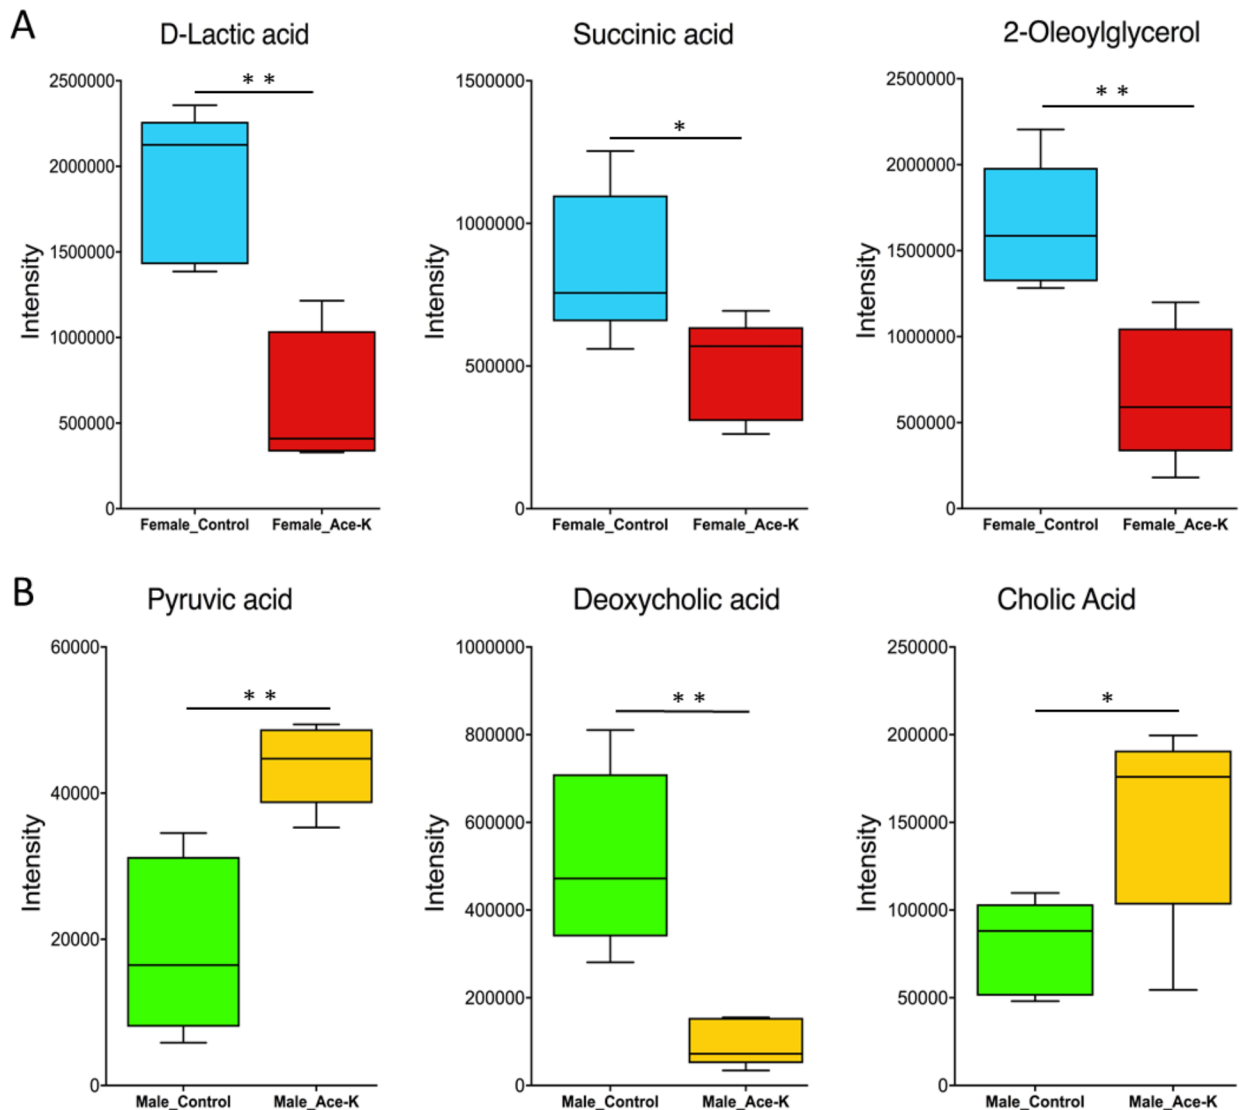 A
D-Lactic acid
Succinic acid
2-Oleoylglycerol
Intensity
2500000
2000000
1500000
1000000
500000
0
* *
Female_Control
Female_Ace-K
Intensity
1500000
1000000
500000
0
*
Female_Control
Female_Ace-K
Intensity
2500000
2000000
1500000
1000000
500000
0
* *
Female_Control
Female_Ace-K
B
Pyruvic acid
Deoxycholic acid
Cholic Acid
Intensity
60000
40000
20000
0
* *
Male_Control
Male_Ace-K
Intensity
1000000
800000
600000
400000
200000
0
* *
Male_Control
Male_Ace-K
Intensity
250000
200000
150000
100000
50000
0
*
Male_Control
Male_Ace-K